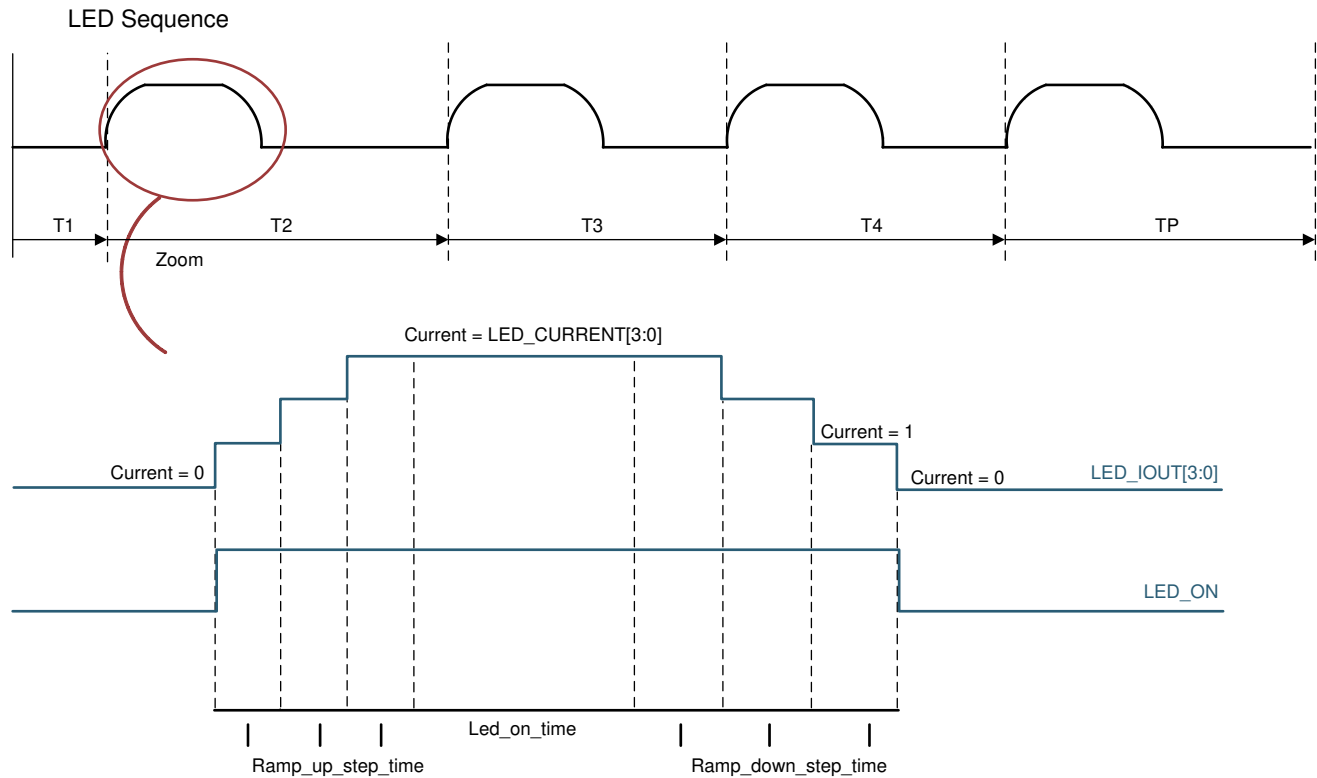 LED Sequence
T1
T2
T3
T4
TP
Zoom
Current = LED_CURRENT[3:0]
Current = 1
Current = 0
Current = 0
LED_IOUT[3:0]
LED_ON
Led_on_time
Ramp_up_step_time
Ramp_down_step_time